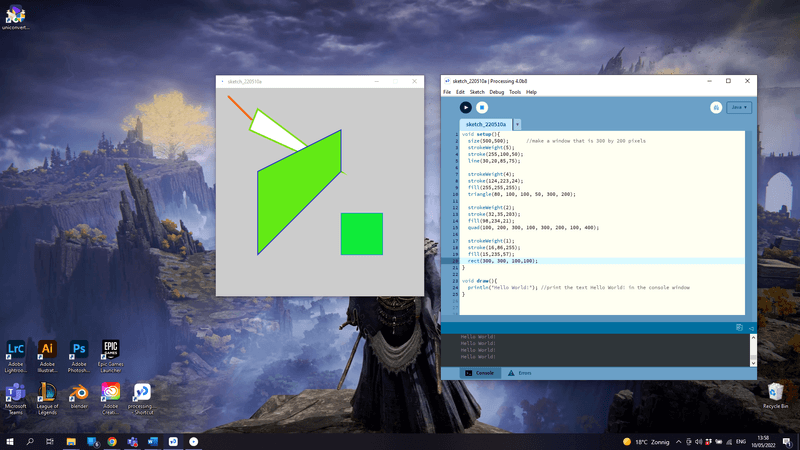 uniconvert...
sketch_220510a
sketch_220510a | Processing 4.0b8
File Edit Sketch Debug Tools Help
Java ▾
sketch_220510a
1 void setup(){
2 size(500,500); //make a window that is 300 by 200 pixels
3 strokeWeight(5);
4 stroke(255,100,50);
5 line(30,20,85,75);
6
7 strokeWeight(4);
8 stroke(124,223,24);
9 fill(255,255,255);
10 triangle(80, 100, 100, 50, 300, 200);
11
12 strokeWeight(2);
13 stroke(32,35,203);
14 fill(98,234,21);
15 quad(100, 200, 300, 100, 300, 200, 100, 400);
16
17 strokeWeight(1);
18 stroke(16,86,255);
19 fill(15,235,57);
20 rect(300, 300, 100,100);
21 }
22
23 void draw(){
24 println("Hello World!"); //print the text Hello World! in the console window
25 }
Hello World!
Hello World!
Hello World!
Hello World!
Console
Errors
LrC
Ai
Ps
EPIC GAMES
Adobe Lightroo...
Adobe Illustrat...
Adobe Photosh...
Epic Games Launcher
Microsoft Teams
League of Legends
blender
Adobe Creati...
processing... Shortcut
Recycle Bin
18°C Zonnig
ENG
13:58
10/05/2022